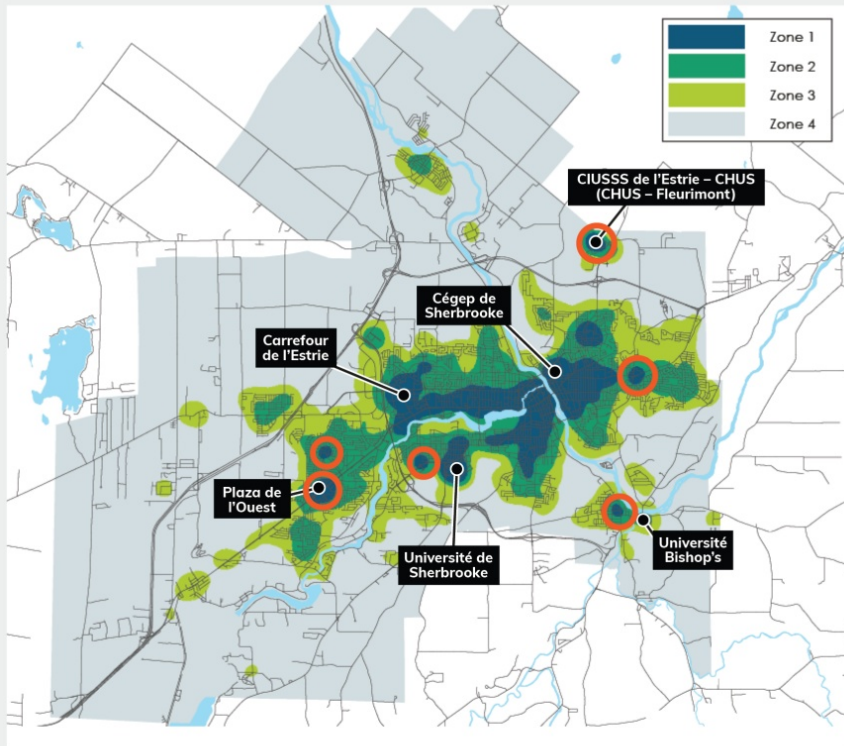 Zone 1
Zone 2
Zone 3
Zone 4
CIUSSS de l'Estrie – CHUS
(CHUS – Fleurimont)
Cégep de
Sherbrooke
Carrefour
de l'Estrie
Plaza de
l'Ouest
Université de
Sherbrooke
Université
Bishop's